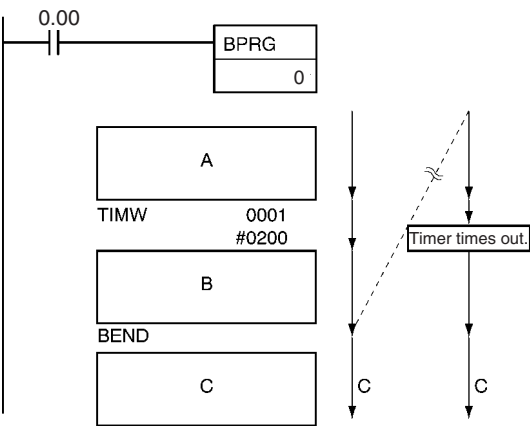 0.00
BPRG
0
A
TIMW 0001
#0200
Timer times out.
B
BEND
C C C